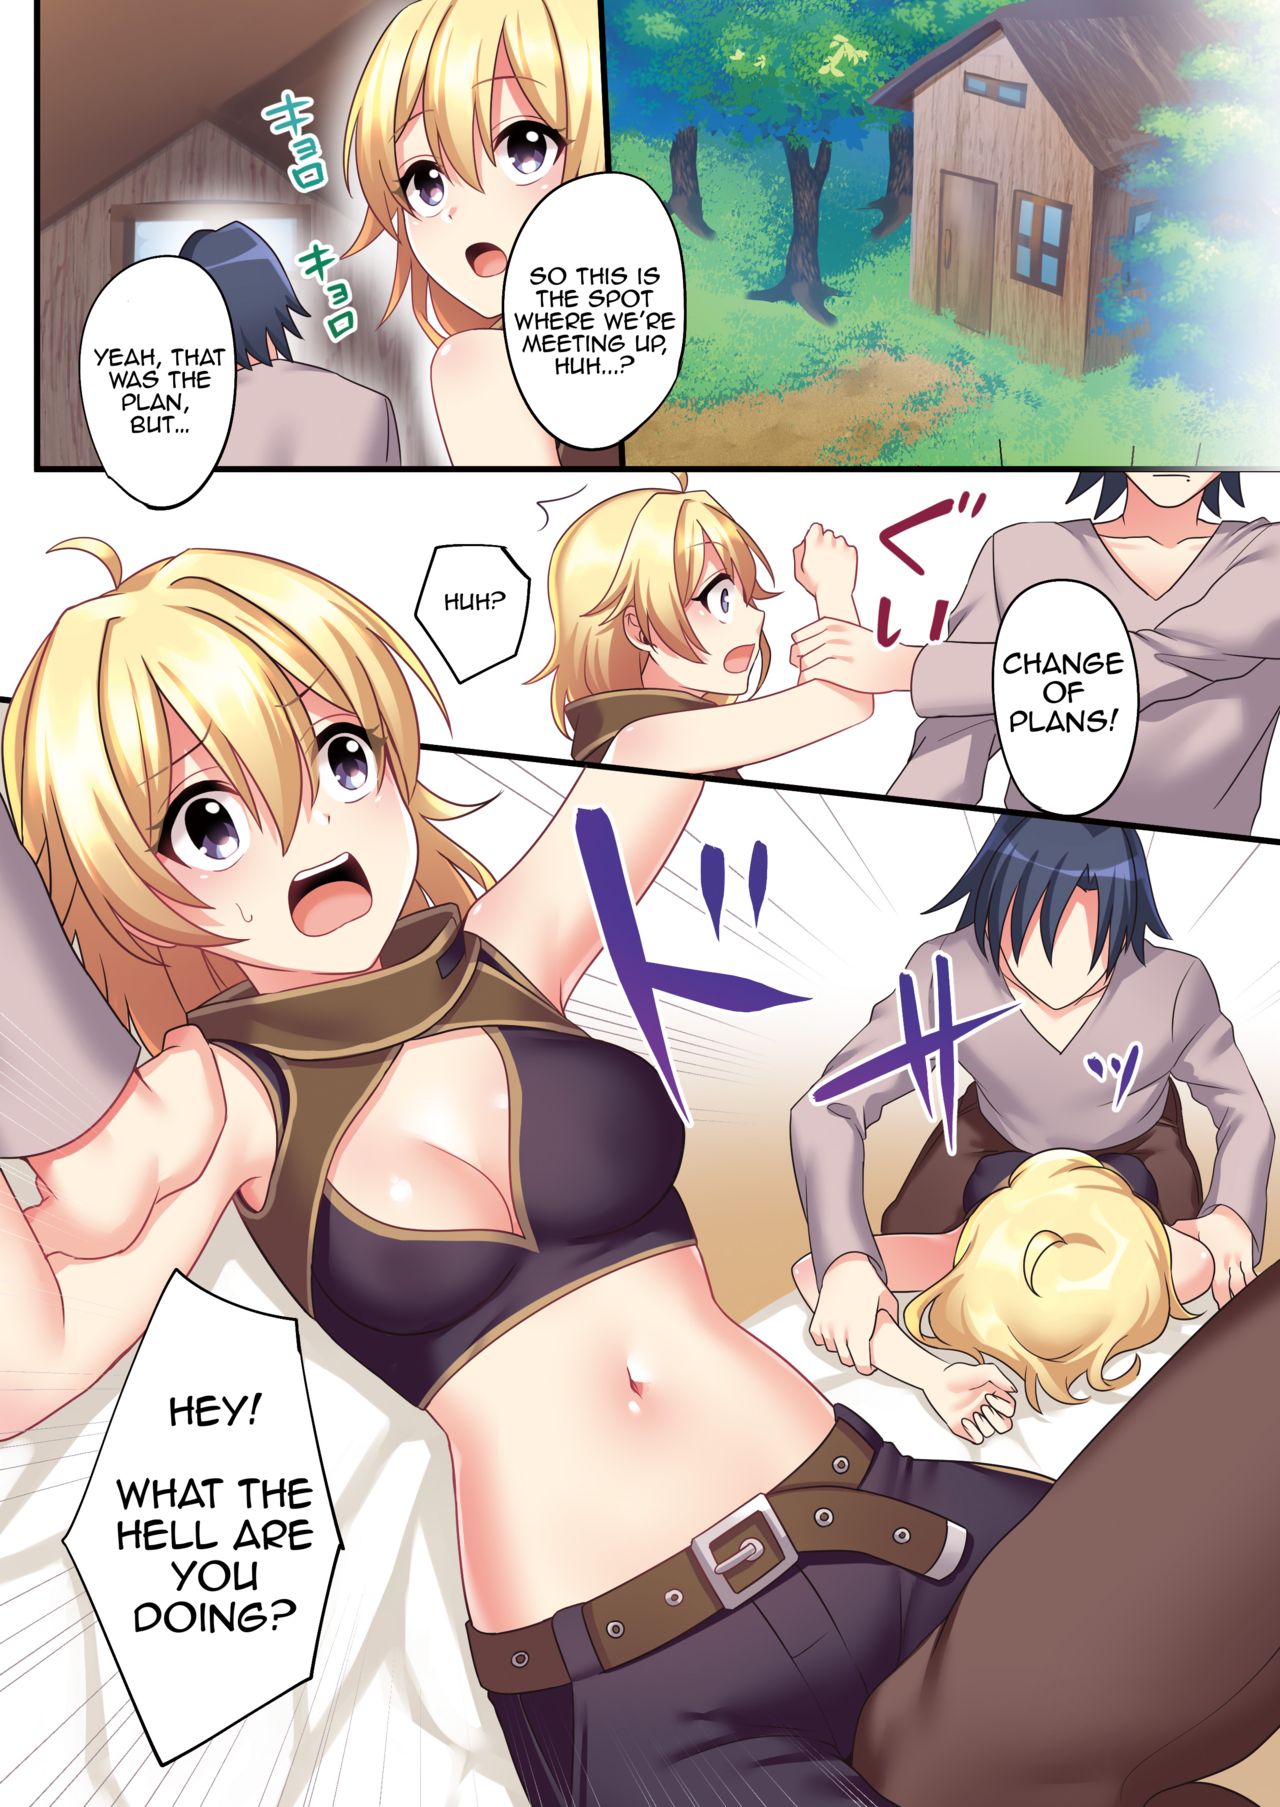 SO THIS IS
THE SPOT
WHERE WE'RE
MEETING UP,
HUH...?
キョロ
キョロ
YEAH, THAT
WAS THE
PLAN,
BUT...
CHANGE
OF
PLANS!
ぐいっ
HUH?
ドサッ
HEY!
WHAT THE
HELL ARE
YOU
DOING?